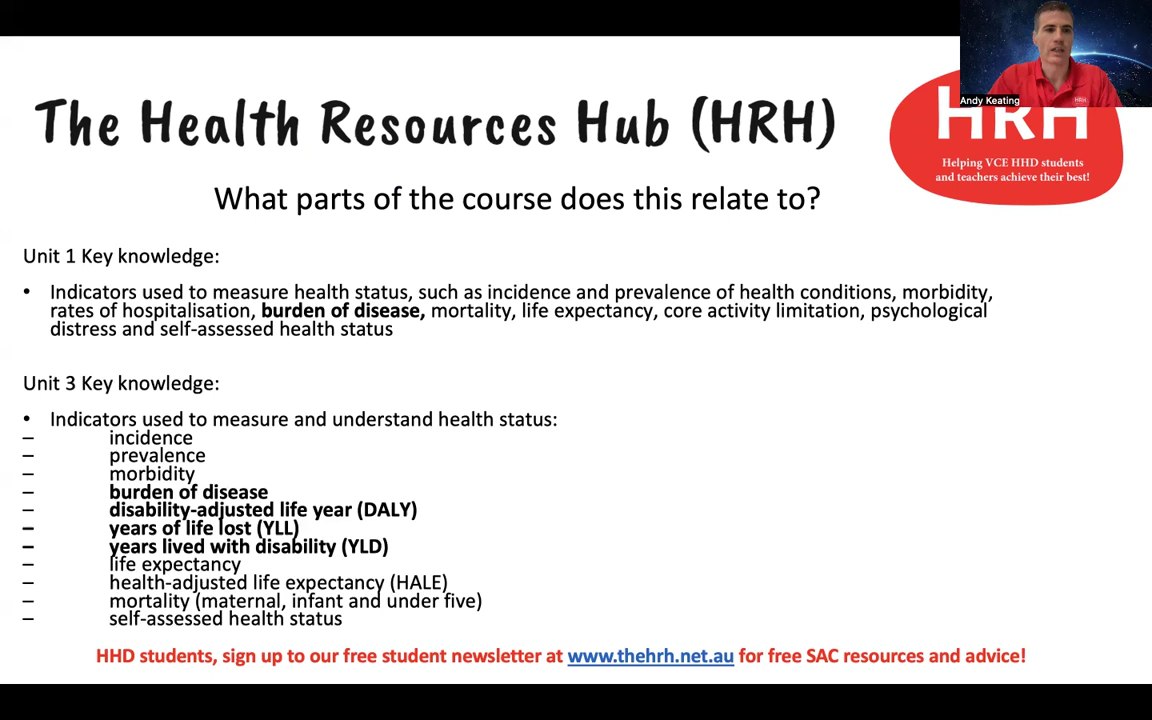 The Health Resources Hub (HRH)
Andy Keating
HRH
Helping VCE HHD students
and teachers achieve their best!
What parts of the course does this relate to?
Unit 1 Key knowledge:
• Indicators used to measure health status, such as incidence and prevalence of health conditions, morbidity,
rates of hospitalisation, burden of disease, mortality, life expectancy, core activity limitation, psychological
distress and self-assessed health status
Unit 3 Key knowledge:
• Indicators used to measure and understand health status:
– incidence
– prevalence
– morbidity
– burden of disease
– disability-adjusted life year (DALY)
– years of life lost (YLL)
– years lived with disability (YLD)
– life expectancy
– health-adjusted life expectancy (HALE)
– mortality (maternal, infant and under five)
– self-assessed health status
HHD students, sign up to our free student newsletter at www.thehrh.net.au for free SAC resources and advice!